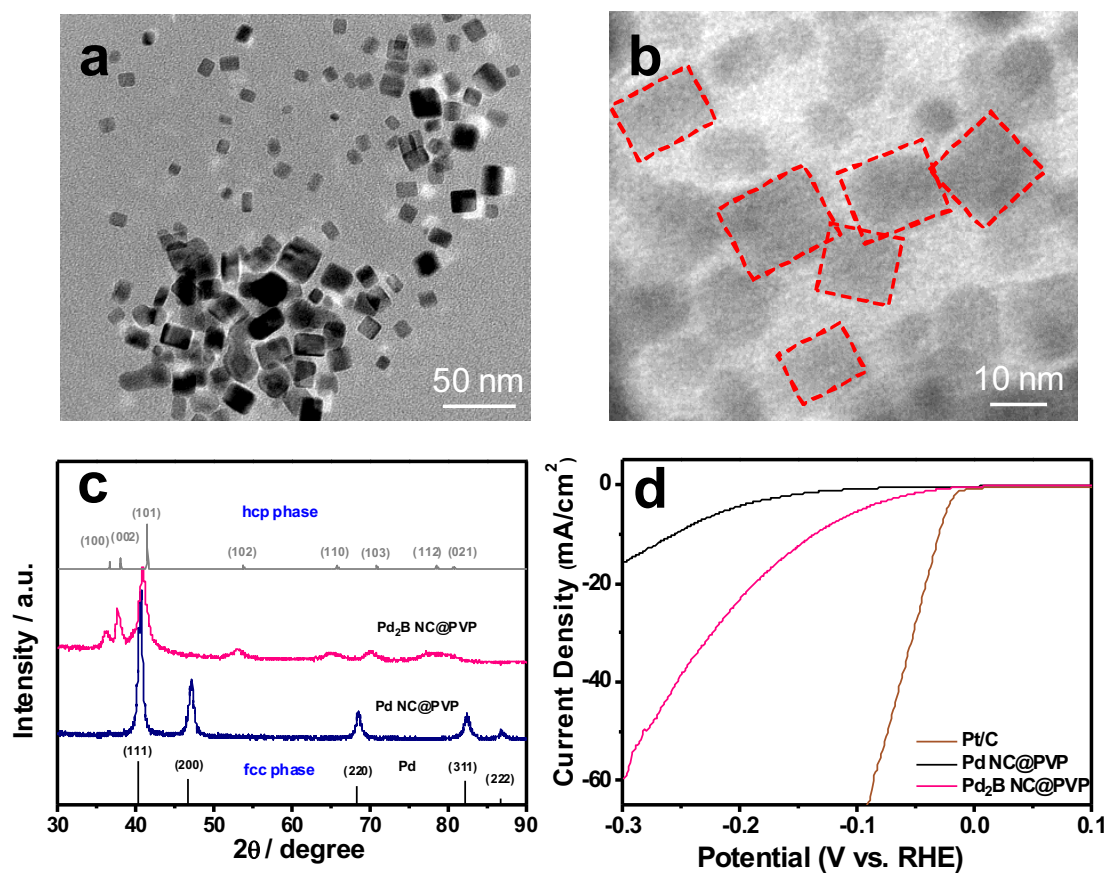 a
50 nm
b
10 nm
c
hcp phase
(100)
(002)
(101)
(102)
(110)
(103)
(112)
(021)
Pd₂B NC@PVP
Pd NC@PVP
(111)
(200)
fcc phase
(220)
Pd
(311)
(222)
30 40 50 60 70 80 90
2θ / degree
Intensity / a.u.
d
0
-20
-40
-60
Current Density (mA/cm²)
Pt/C
Pd NC@PVP
Pd₂B NC@PVP
-0.3 -0.2 -0.1 0.0 0.1
Potential (V vs. RHE)